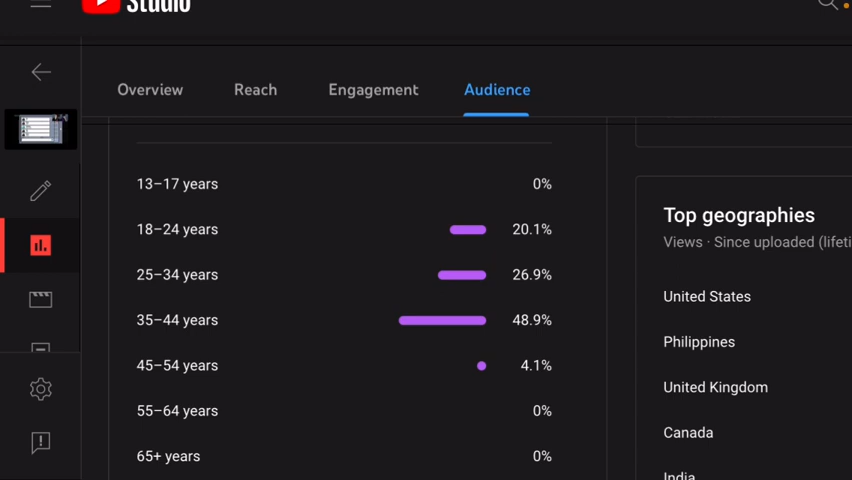 Studio
Overview
Reach
Engagement
Audience
13–17 years 0%
18–24 years 20.1%
25–34 years 26.9%
35–44 years 48.9%
45–54 years 4.1%
55–64 years 0%
65+ years 0%
Top geographies
Views · Since uploaded (lifeti
United States
Philippines
United Kingdom
Canada
India